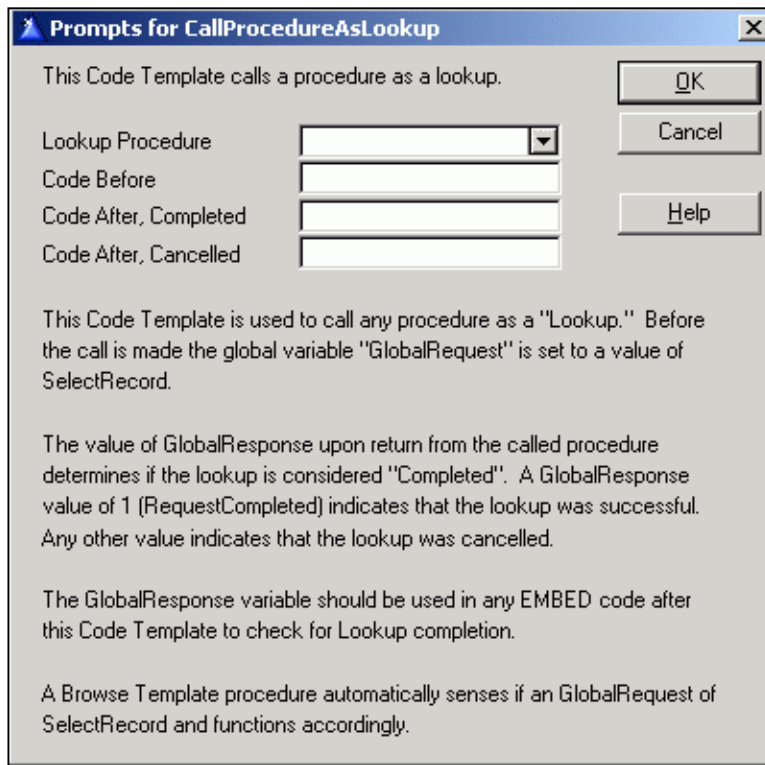 Prompts for CallProcedureAsLookup
This Code Template calls a procedure as a lookup.
OK
Lookup Procedure
Cancel
Code Before
Code After, Completed
Help
Code After, Cancelled
This Code Template is used to call any procedure as a "Lookup."  Before
the call is made the global variable "GlobalRequest" is set to a value of
SelectRecord.
The value of GlobalResponse upon return from the called procedure
determines if the lookup is considered "Completed".  A GlobalResponse
value of 1 (RequestCompleted) indicates that the lookup was successful.
Any other value indicates that the lookup was cancelled.
The GlobalResponse variable should be used in any EMBED code after
this Code Template to check for Lookup completion.
A Browse Template procedure automatically senses if an GlobalRequest of
SelectRecord and functions accordingly.